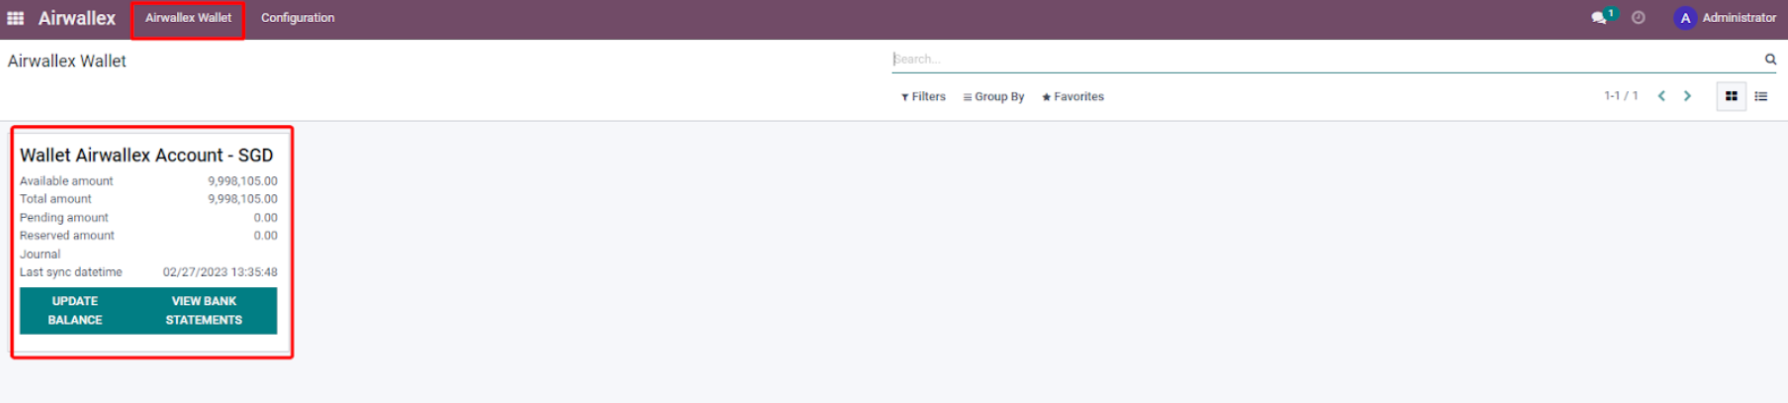 Airwallex Airwallex Wallet Configuration 1 A Administrator
Airwallex Wallet Search...
Filters Group By Favorites 1-1 / 1
Wallet Airwallex Account - SGD
Available amount 9,998,105.00
Total amount 9,998,105.00
Pending amount 0.00
Reserved amount 0.00
Journal
Last sync datetime 02/27/2023 13:35:48
UPDATE BALANCE
VIEW BANK STATEMENTS